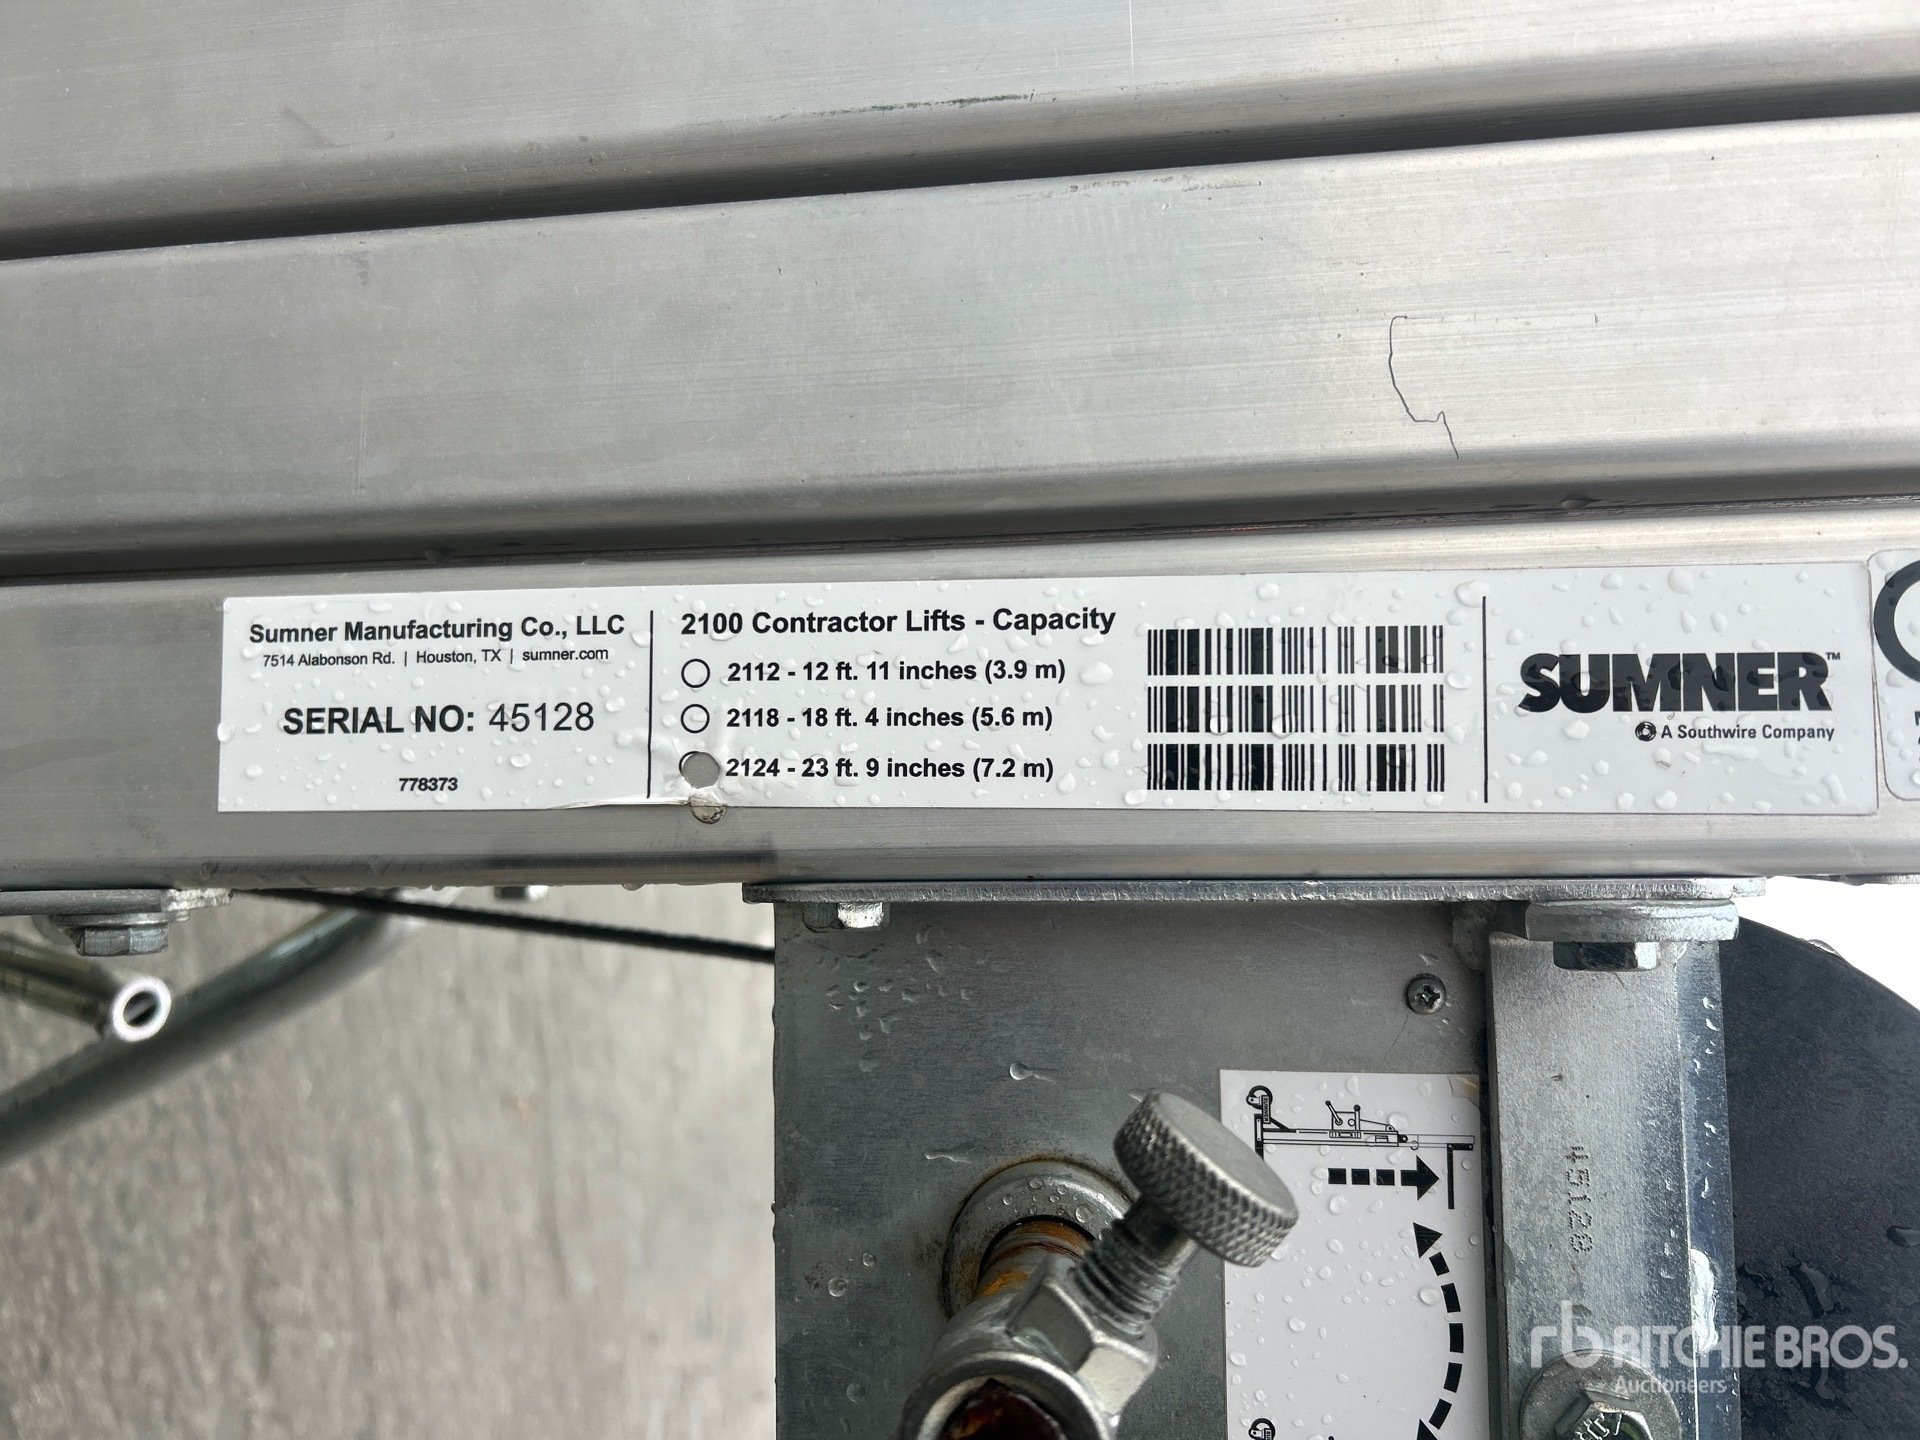 Sumner Manufacturing Co., LLC
7514 Alabonson Rd. | Houston, TX | sumner.com
SERIAL NO: 45128
778373
2100 Contractor Lifts - Capacity
2112 - 12 ft. 11 inches (3.9 m)
2118 - 18 ft. 4 inches (5.6 m)
2124 - 23 ft. 9 inches (7.2 m)
SUMNER™
A Southwire Company
45128
rb RITCHIE BROS.
Auctioneers